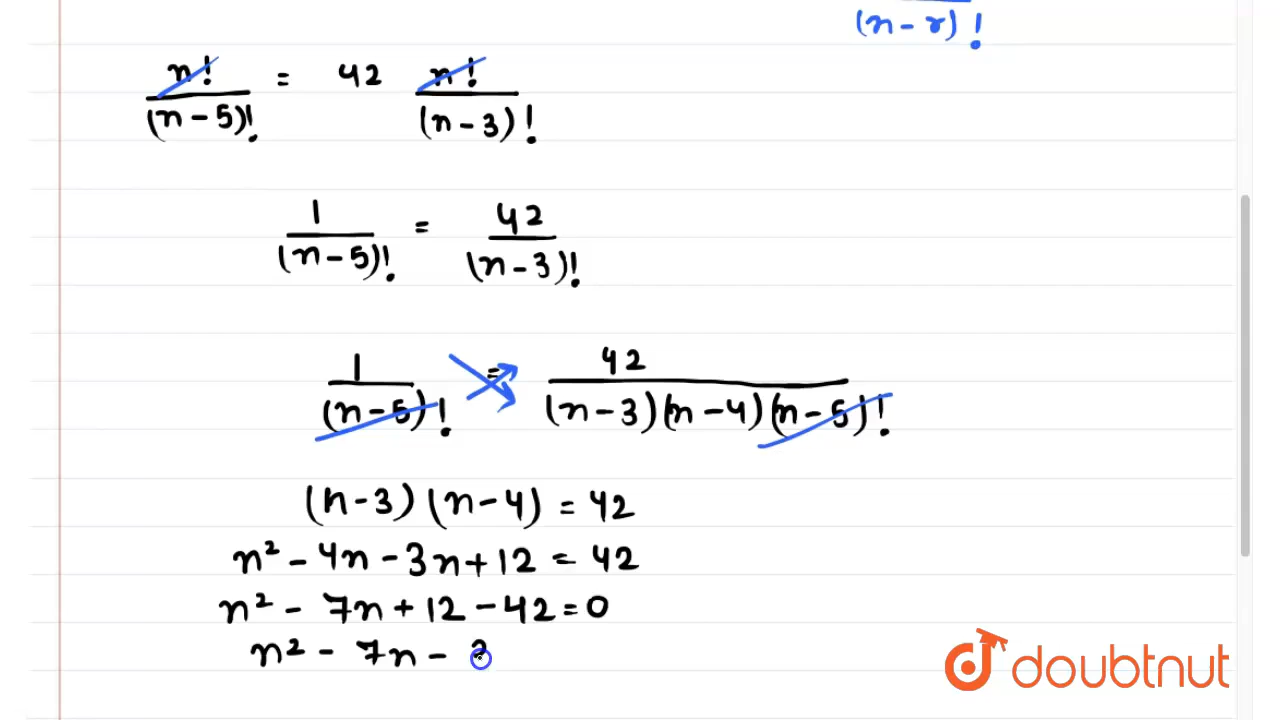 (n - r)!
n!/(n - 5)! = 42 n!/(n - 3)!
1/(n - 5)! = 42/(n - 3)!
1/(n - 5)! = 42/(n - 3)(n - 4)(n - 5)!
(n - 3)(n - 4) = 42
n² - 4n - 3n + 12 = 42
n² - 7n + 12 - 42 = 0
n² - 7n - 3
doubtnut